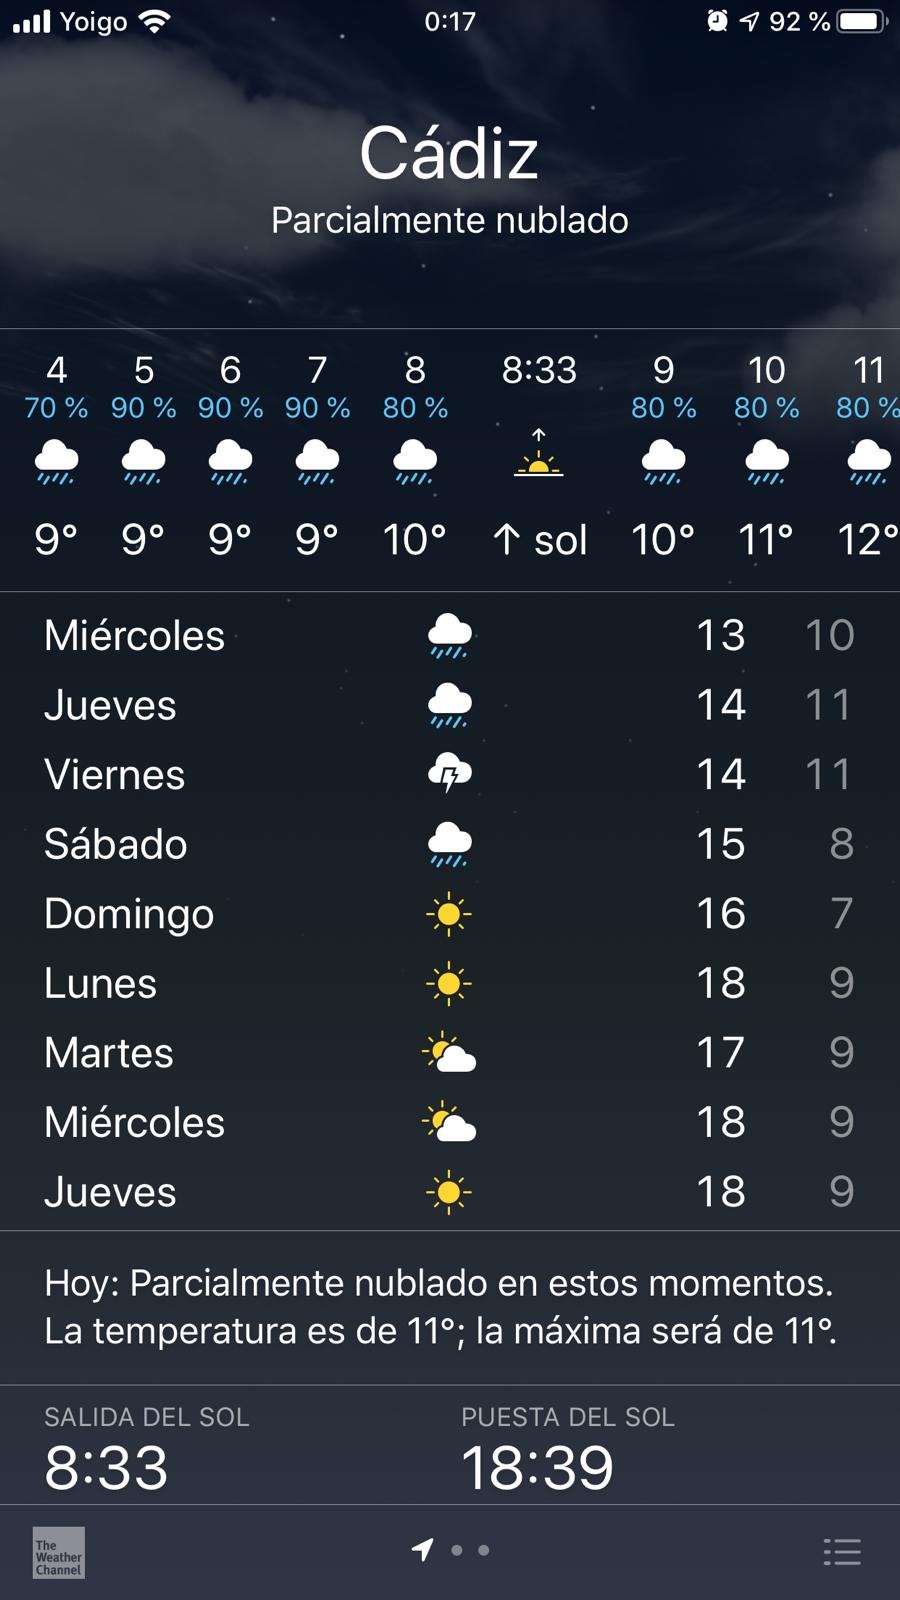 Yoigo 0:17 92 %
Cádiz
Parcialmente nublado
4 5 6 7 8 8:33 9 10 11
70 % 90 % 90 % 90 % 80 % 80 % 80 % 80 %
9° 9° 9° 9° 10° ↑ sol 10° 11° 12°
Miércoles 13 10
Jueves 14 11
Viernes 14 11
Sábado 15 8
Domingo 16 7
Lunes 18 9
Martes 17 9
Miércoles 18 9
Jueves 18 9
Hoy: Parcialmente nublado en estos momentos.
La temperatura es de 11°; la máxima será de 11°.
SALIDA DEL SOL PUESTA DEL SOL
8:33 18:39
The
Weather
Channel